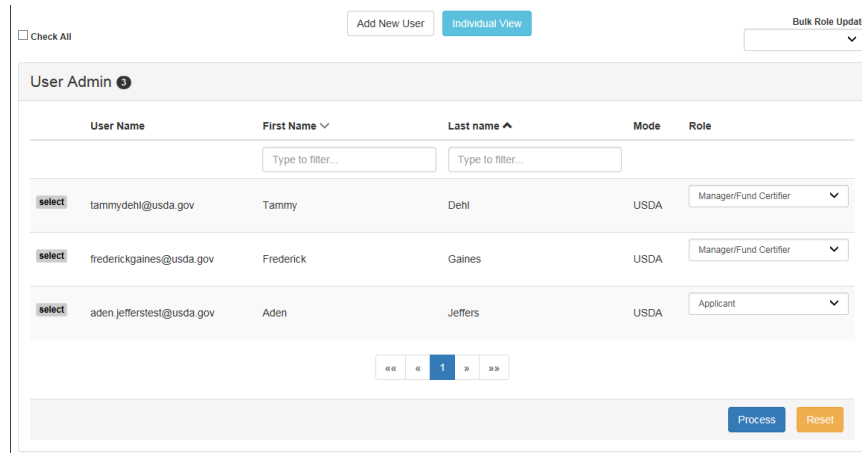 Add New User Individual View Bulk Role Updat
Check All
User Admin 3
User Name First Name Last name Mode Role
Type to filter... Type to filter...
select tammydehl@usda.gov Tammy Dehl USDA Manager/Fund Certifier
select frederickgaines@usda.gov Frederick Gaines USDA Manager/Fund Certifier
select aden.jefferstest@usda.gov Aden Jeffers USDA Applicant
«« « 1 » »»
Process Reset